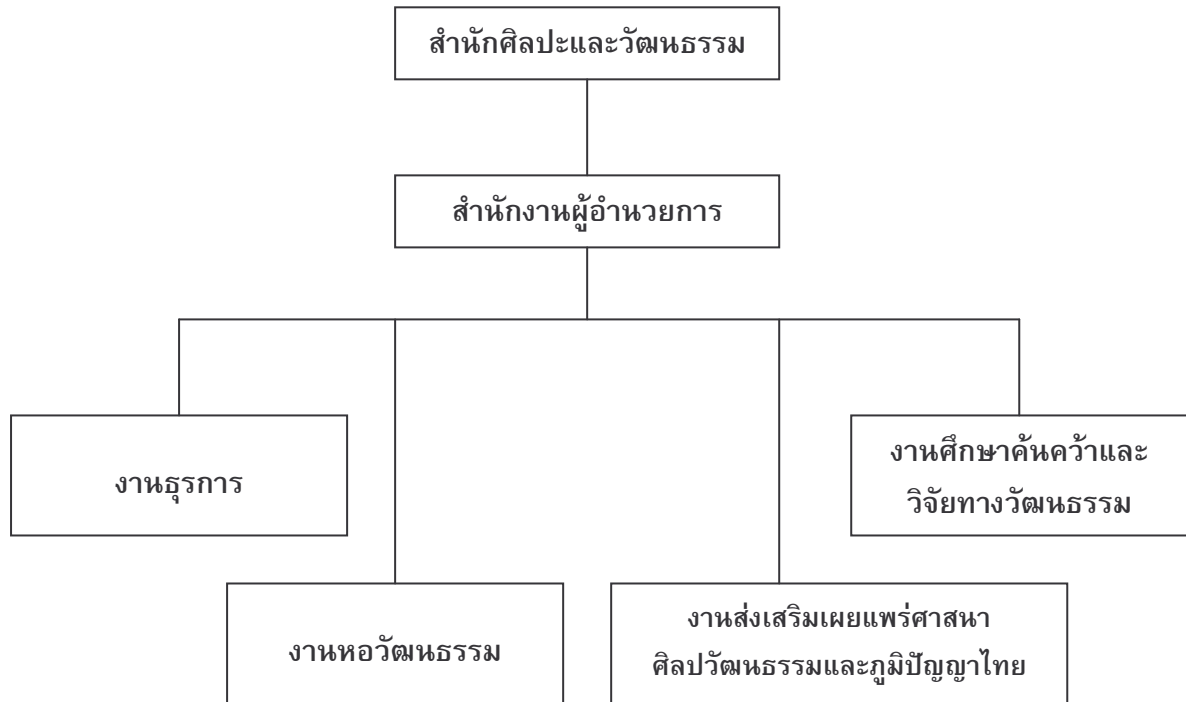 สำนักศิลปะและวัฒนธรรม
สำนักงานผู้อำนวยการ
งานธุรการ
งานศึกษาค้นคว้าและ
วิจัยทางวัฒนธรรม
งานหอวัฒนธรรม
งานส่งเสริมเผยแพร่ศาสนา
ศิลปวัฒนธรรมและภูมิปัญญาไทย